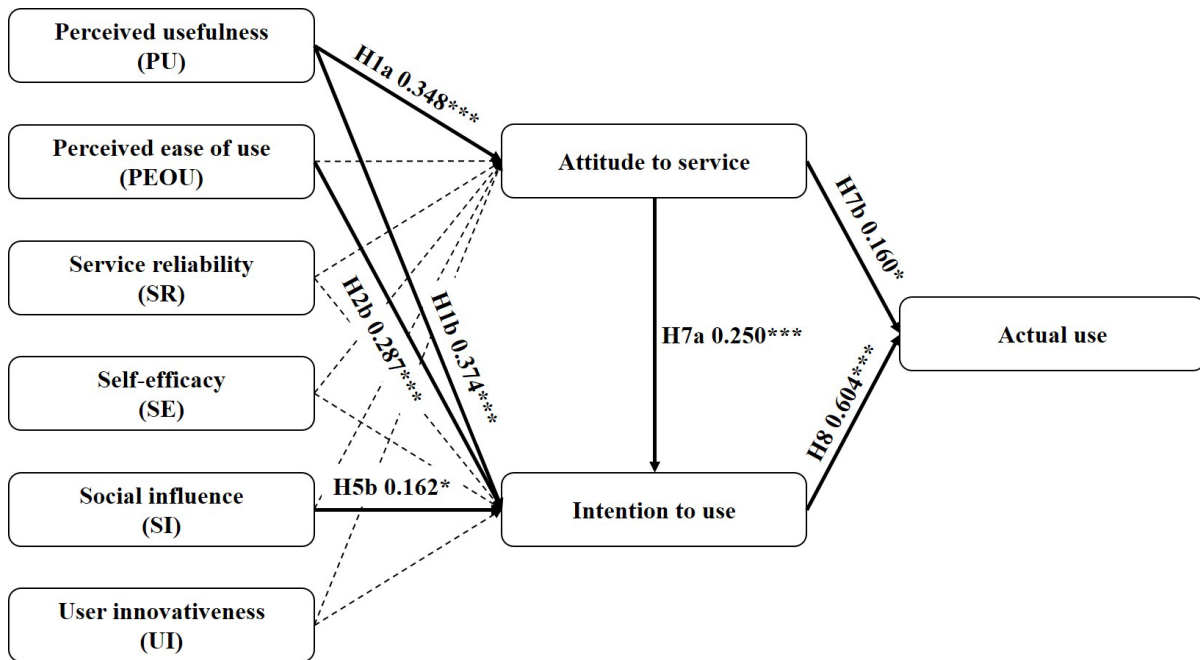 Perceived usefulness
(PU)
Perceived ease of use
(PEOU)
Service reliability
(SR)
Self-efficacy
(SE)
Social influence
(SI)
User innovativeness
(UI)
H1a 0.348***
H2b 0.287***
H1b 0.374***
H5b 0.162*
Attitude to service
H7a 0.250***
Intention to use
H7b 0.160*
H8 0.604***
Actual use